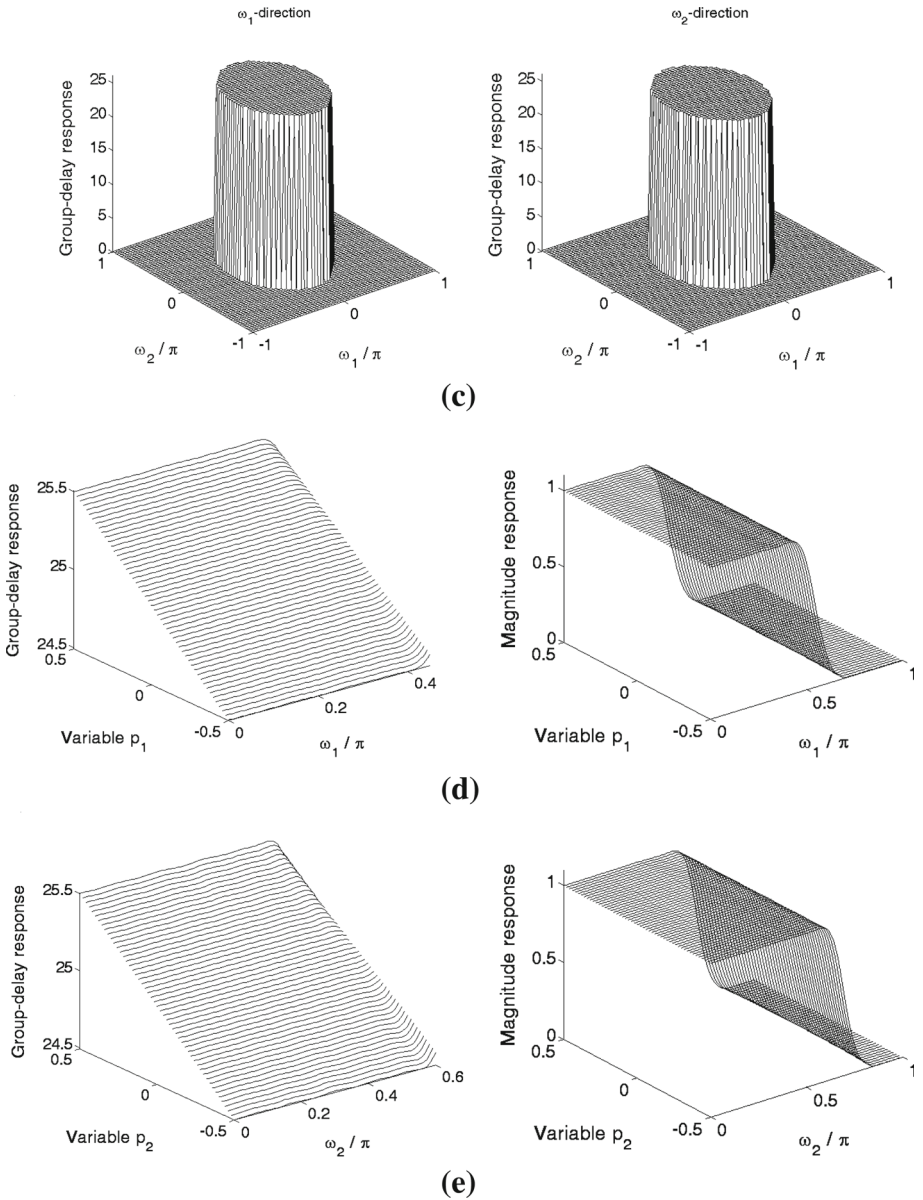 ω1-direction
ω2-direction
Group-delay response
25
20
15
10
5
0
1
0
-1
-1
0
1
ω2 / π
ω1 / π
Group-delay response
25
20
15
10
5
0
1
0
-1
-1
0
1
ω2 / π
ω1 / π
(c)
Group-delay response
25.5
25
24.5
0.5
0
-0.5
0
0.2
0.4
Variable p1
ω1 / π
Magnitude response
1
0.5
0
0.5
0
-0.5
0
0.5
1
Variable p1
ω1 / π
(d)
Group-delay response
25.5
25
24.5
0.5
0
-0.5
0
0.2
0.4
0.6
Variable p2
ω2 / π
Magnitude response
1
0.5
0
0.5
0
-0.5
0
0.5
1
Variable p2
ω2 / π
(e)